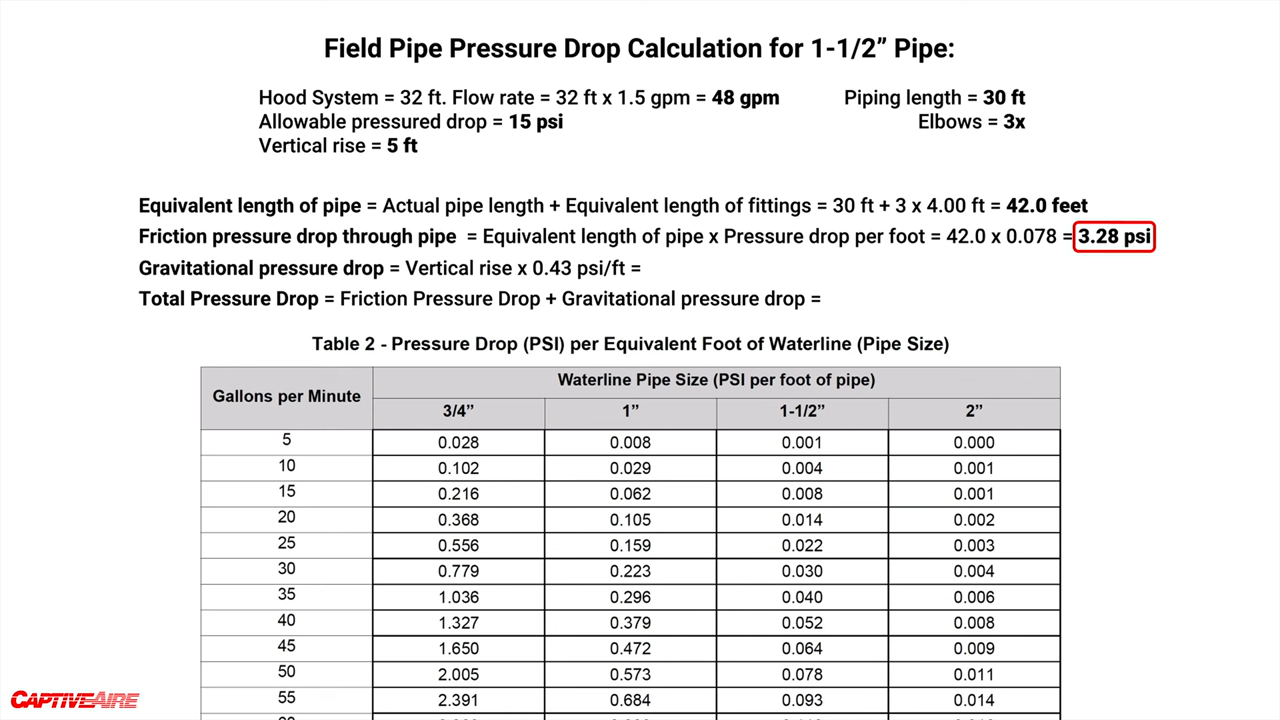 Field Pipe Pressure Drop Calculation for 1-1/2” Pipe:
Hood System = 32 ft. Flow rate = 32 ft x 1.5 gpm = 48 gpm
Piping length = 30 ft
Allowable pressured drop = 15 psi
Elbows = 3x
Vertical rise = 5 ft
Equivalent length of pipe = Actual pipe length + Equivalent length of fittings = 30 ft + 3 x 4.00 ft = 42.0 feet
Friction pressure drop through pipe = Equivalent length of pipe x Pressure drop per foot = 42.0 x 0.078 = 3.28 psi
Gravitational pressure drop = Vertical rise x 0.43 psi/ft =
Total Pressure Drop = Friction Pressure Drop + Gravitational pressure drop =
Table 2 - Pressure Drop (PSI) per Equivalent Foot of Waterline (Pipe Size)
Gallons per Minute
Waterline Pipe Size (PSI per foot of pipe)
3/4” 1” 1-1/2” 2”
5 0.028 0.008 0.001 0.000
10 0.102 0.029 0.004 0.001
15 0.216 0.062 0.008 0.001
20 0.368 0.105 0.014 0.002
25 0.556 0.159 0.022 0.003
30 0.779 0.223 0.030 0.004
35 1.036 0.296 0.040 0.006
40 1.327 0.379 0.052 0.008
45 1.650 0.472 0.064 0.009
50 2.005 0.573 0.078 0.011
55 2.391 0.684 0.093 0.014
CAPTIVEAIRE